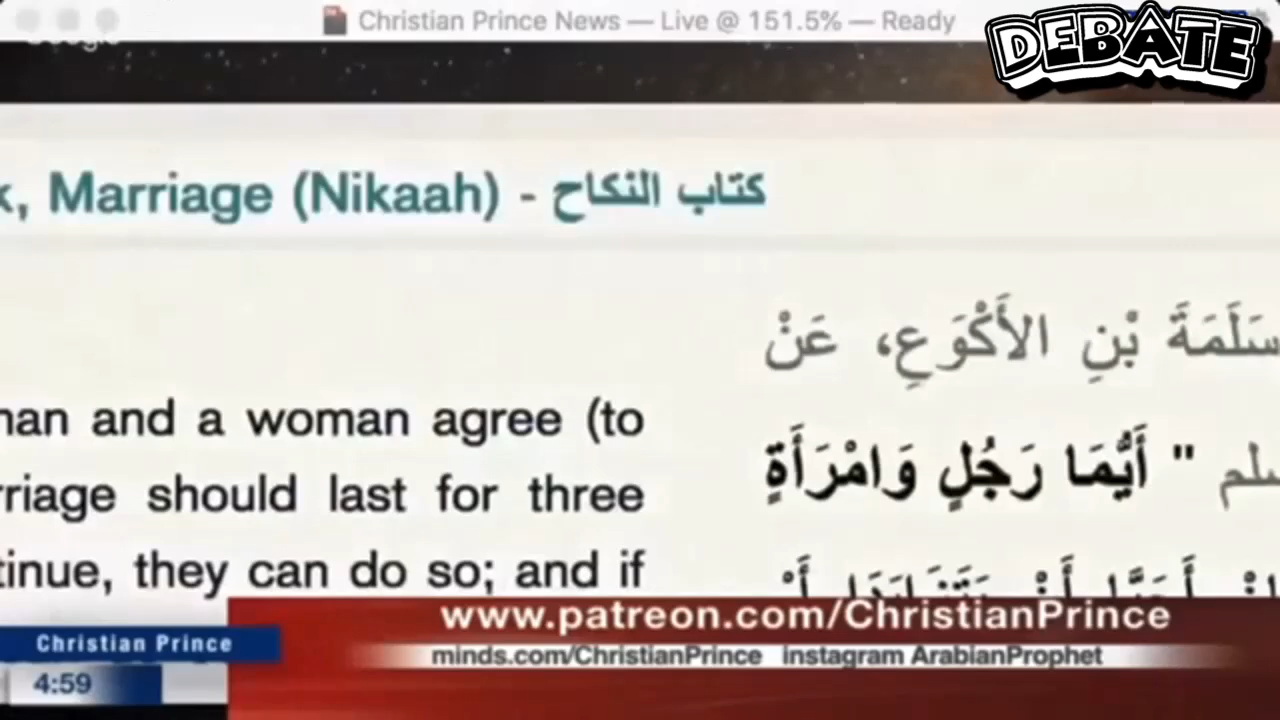 Christian Prince News — Live @ 151.5% — Ready
DEBATE
Google
k, Marriage (Nikaah) - كتاب النكاح
سَلَمَةَ بْنِ الأَكْوَعِ، عَنْ
man and a woman agree (to
سلم " أَيُّمَا رَجُلٍ وَامْرَأَةٍ
rriage should last for three
tinue, they can do so; and if
www.patreon.com/ChristianPrince
Christian Prince
minds.com/ChristianPrince instagram ArabianProphet
4:59